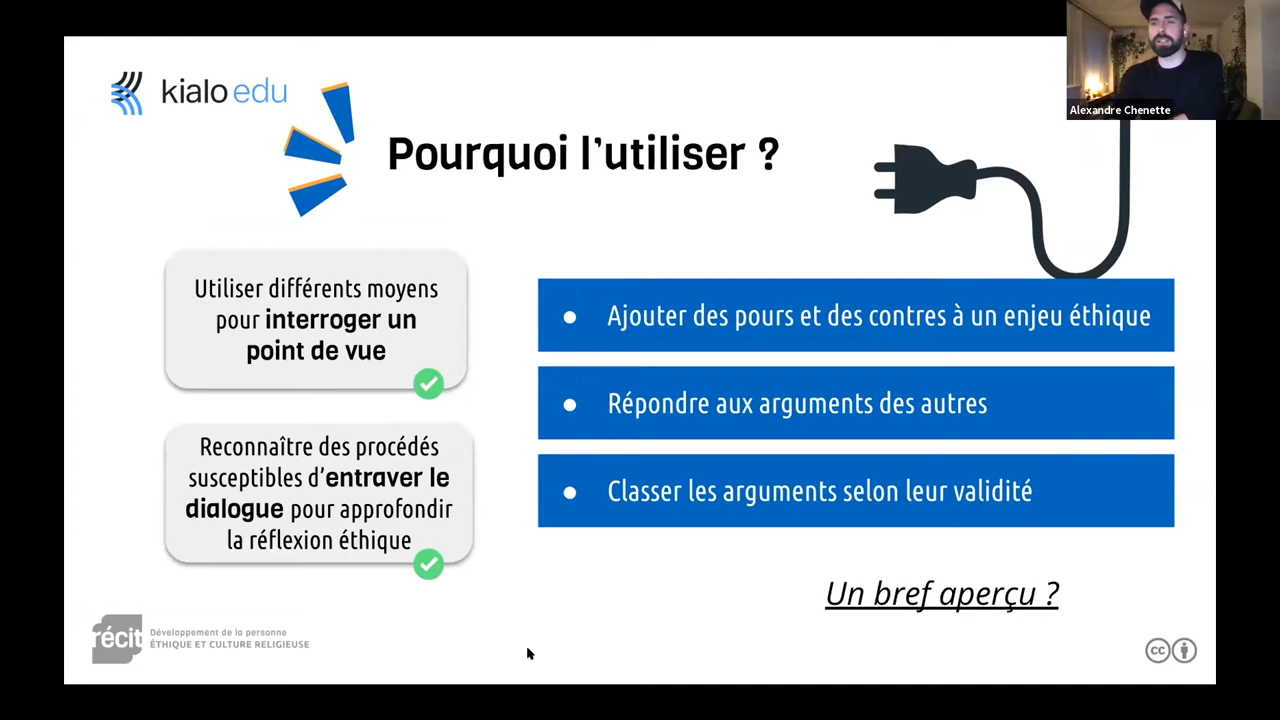 Alexandre Chenette
kialo edu
Pourquoi l'utiliser ?
Utiliser différents moyens
pour interroger un
point de vue
Reconnaître des procédés
susceptibles d'entraver le
dialogue pour approfondir
la réflexion éthique
● Ajouter des pours et des contres à un enjeu éthique
● Répondre aux arguments des autres
● Classer les arguments selon leur validité
Un bref aperçu ?
récit
Développement de la personne
ÉTHIQUE ET CULTURE RELIGIEUSE
cc